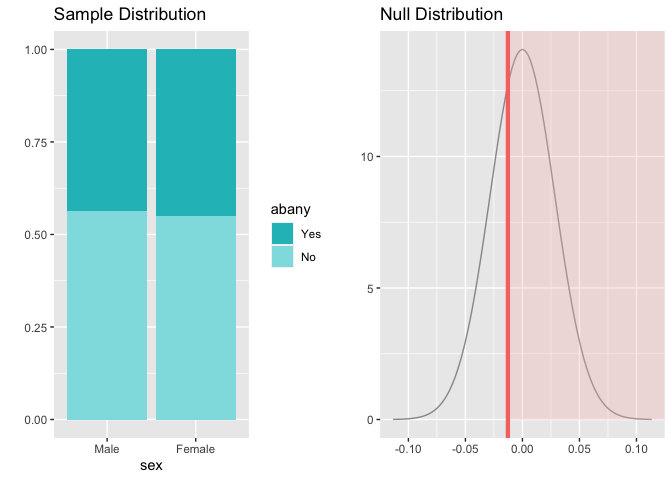 Sample Distribution
1.00
0.75
0.50
0.25
0.00
Male Female
sex
abany
Yes
No
Null Distribution
10
5
0
-0.10 -0.05 0.00 0.05 0.10